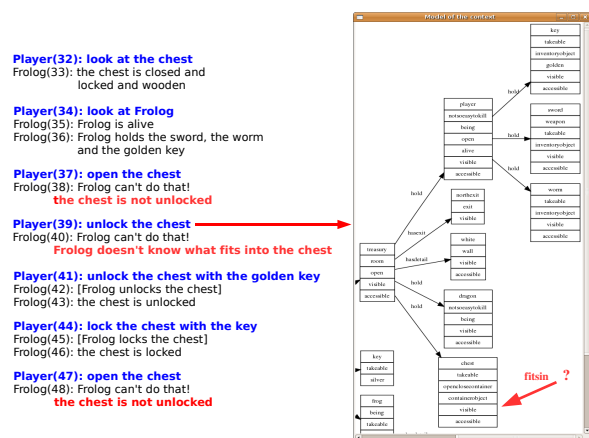 Model of the context
Player(32): look at the chest
Frolog(33): the chest is closed and
locked and wooden
Player(34): look at Frolog
Frolog(35): Frolog is alive
Frolog(36): Frolog holds the sword, the worm
and the golden key
Player(37): open the chest
Frolog(38): Frolog can't do that!
the chest is not unlocked
Player(39): unlock the chest
Frolog(40): Frolog can't do that!
Frolog doesn't know what fits into the chest
Player(41): unlock the chest with the golden key
Frolog(42): [Frolog unlocks the chest]
Frolog(43): the chest is unlocked
Player(44): lock the chest with the key
Frolog(45): [Frolog locks the chest]
Frolog(46): the chest is locked
Player(47): open the chest
Frolog(48): Frolog can't do that!
the chest is not unlocked
key
takeable
inventoryobject
golden
visible
accessible
hold
player
notsoeasytokill
being
open
alive
visible
accessible
hold
sword
weapon
takeable
inventoryobject
visible
accessible
hold
worm
takeable
inventoryobject
visible
accessible
hold
northexit
exit
visible
hasexit
treasury
room
open
visible
accessible
hasdetail
white
wall
visible
accessible
hold
dragon
notsoeasytokill
being
visible
accessible
hold
chest
takeable
openclosecontainer
containerobject
visible
accessible
fitsin ?
key
takeable
silver
frog
being
takeable